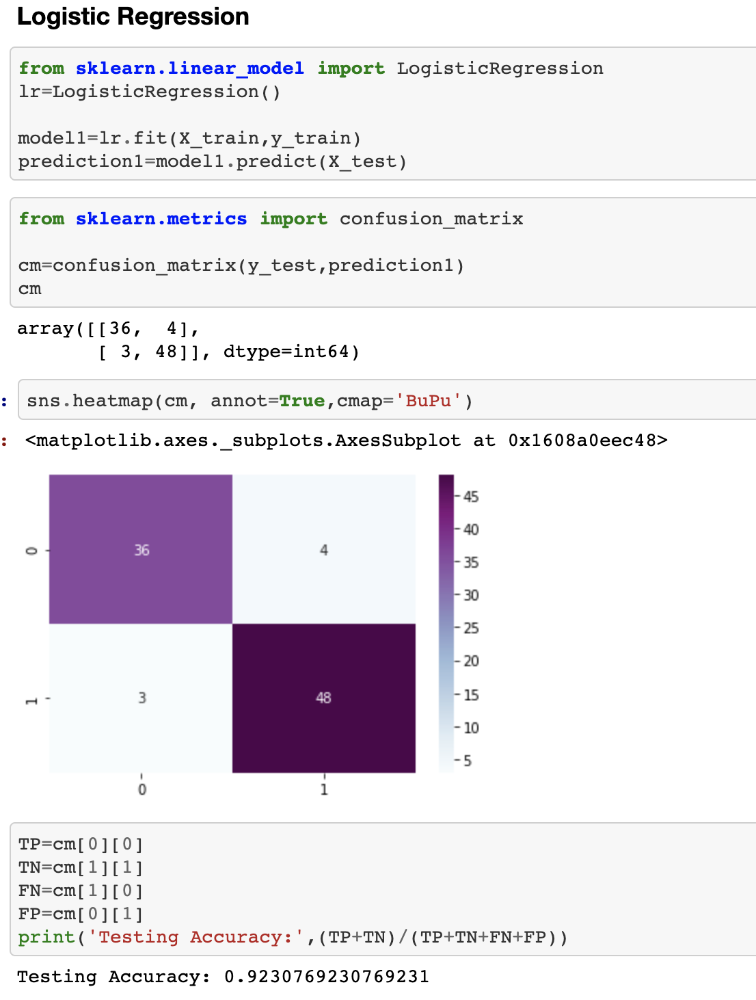 Logistic Regression
from sklearn.linear_model import LogisticRegression
lr=LogisticRegression()
model1=lr.fit(X_train,y_train)
prediction1=model1.predict(X_test)
from sklearn.metrics import confusion_matrix
cm=confusion_matrix(y_test,prediction1)
cm
array([[36,  4],
       [ 3, 48]], dtype=int64)
: sns.heatmap(cm, annot=True,cmap='BuPu')
: <matplotlib.axes._subplots.AxesSubplot at 0x1608a0eec48>
0
36
4
1
3
48
0
1
45
40
35
30
25
20
15
10
5
TP=cm[0][0]
TN=cm[1][1]
FN=cm[1][0]
FP=cm[0][1]
print('Testing Accuracy:',(TP+TN)/(TP+TN+FN+FP))
Testing Accuracy: 0.9230769230769231